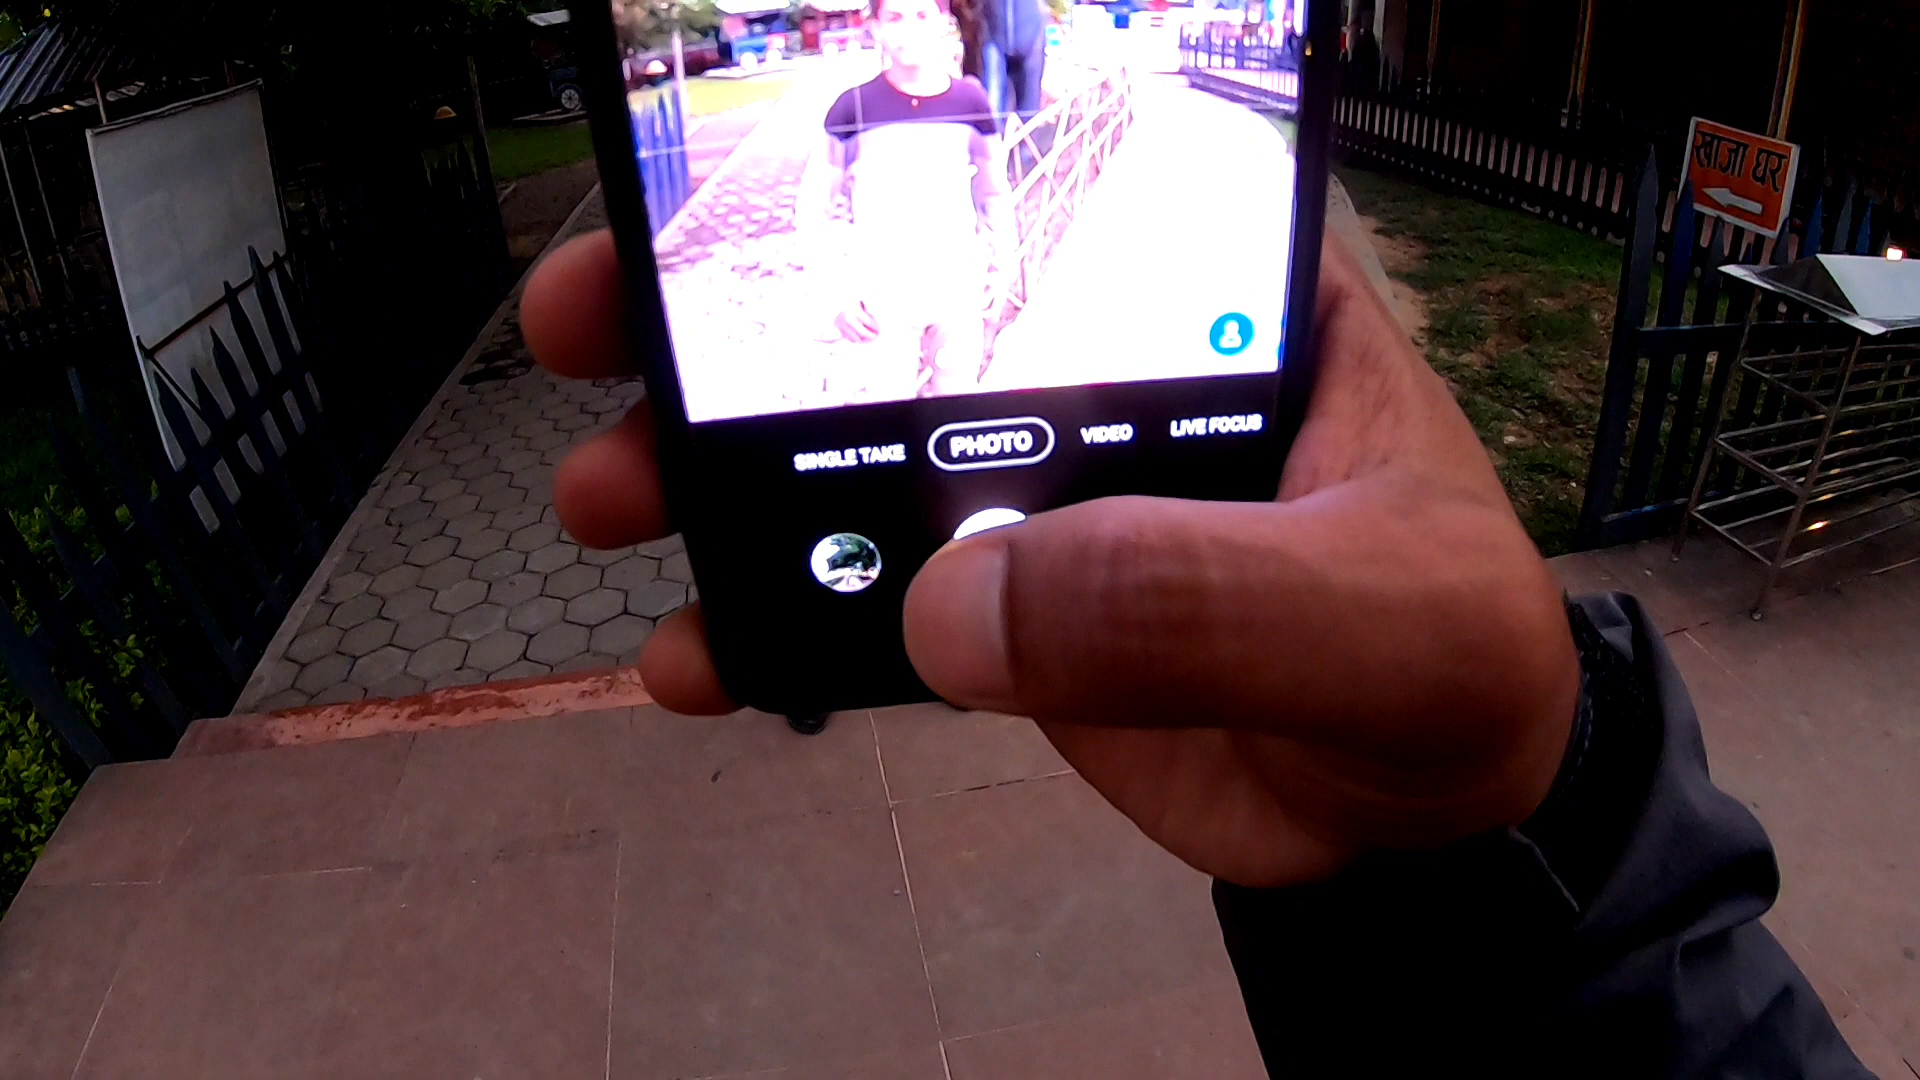 खाजा घर
SINGLE TAKE
PHOTO
VIDEO
LIVE FOCUS